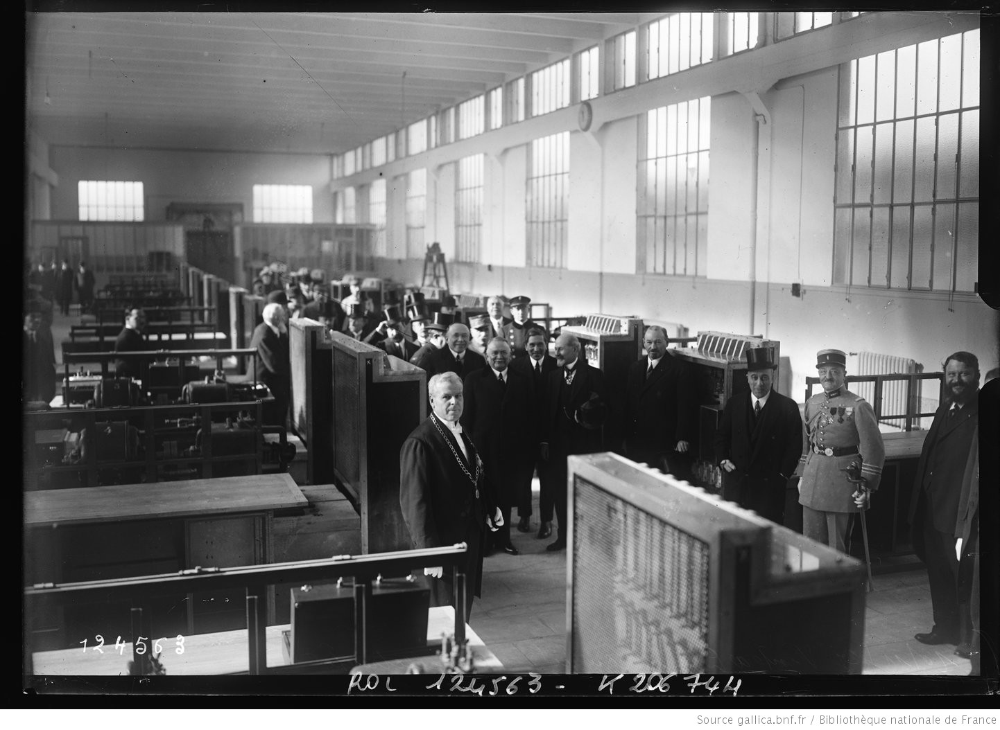 124563
ROL 124563 - K 206744
Source gallica.bnf.fr / Bibliothèque nationale de France